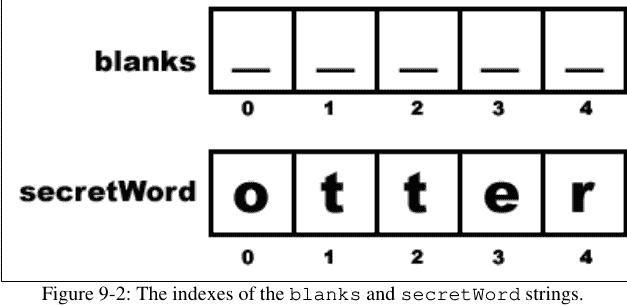 blanks _ _ _ _ _
0 1 2 3 4
secretWord o t t e r
0 1 2 3 4
Figure 9-2: The indexes of the blanks and secretWord strings.